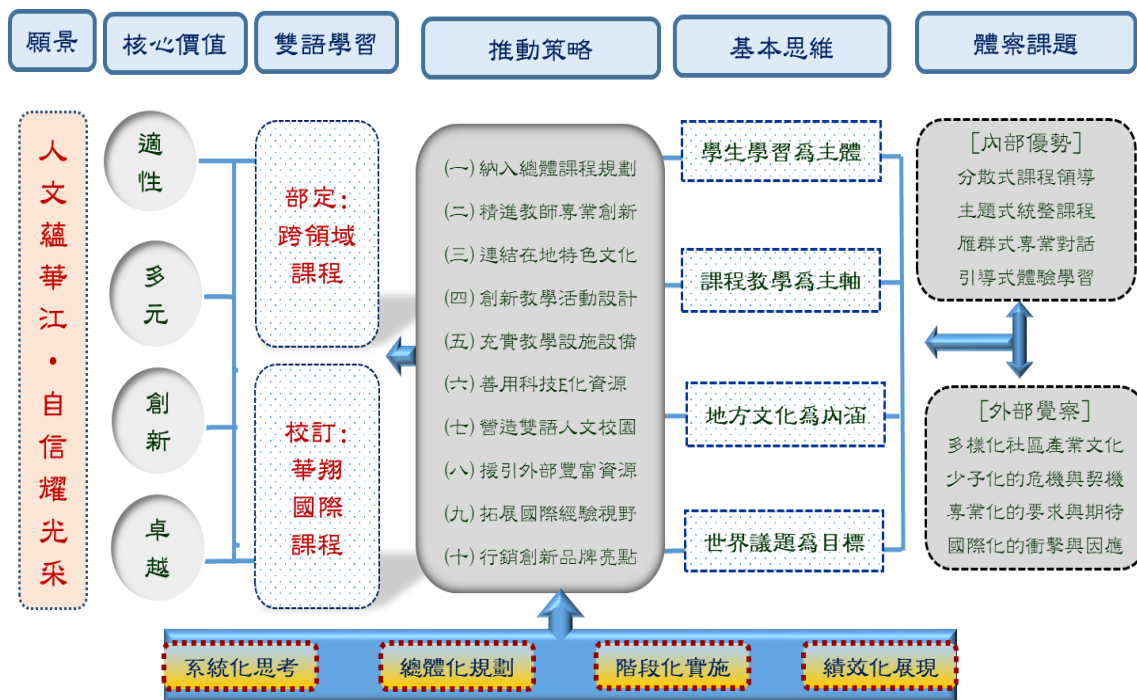 願景
核心價值
雙語學習
推動策略
基本思維
體察課題
人文蘊華江・自信耀光采
適性
多元
創新
卓越
部定：
跨領域
課程
校訂：
華翔
國際
課程
(一)納入總體課程規劃
(二)精進教師專業創新
(三)連結在地特色文化
(四)創新教學活動設計
(五)充實教學設施設備
(六)善用科技E化資源
(七)營造雙語人文校園
(八)援引外部豐富資源
(九)拓展國際經驗視野
(十)行銷創新品牌亮點
學生學習為主體
課程教學為主軸
地方文化為內涵
世界議題為目標
[內部優勢]
分散式課程領導
主題式統整課程
雁群式專業對話
引導式體驗學習
[外部覺察]
多樣化社區產業文化
少子化的危機與契機
專業化的要求與期待
國際化的衝擊與因應
系統化思考
總體化規劃
階段化實施
績效化展現